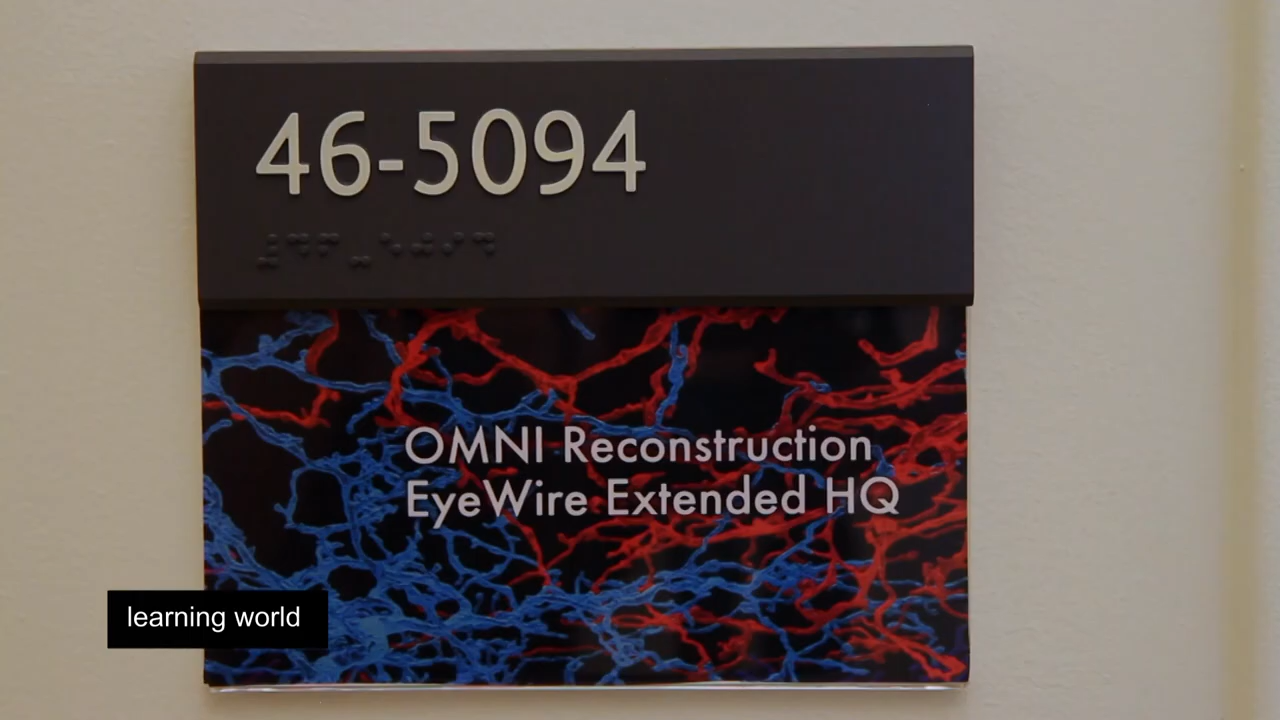 46-5094
OMNI Reconstruction
EyeWire Extended HQ
learning world